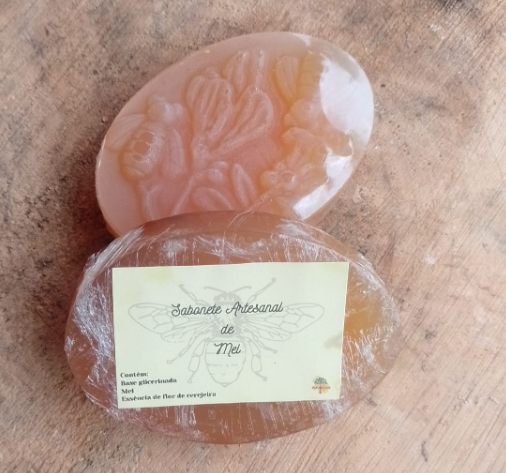 Sabonete Artesanal
de
Mel
Contém:
Base glicerinada
Mel
Essência de flor de cerejeira